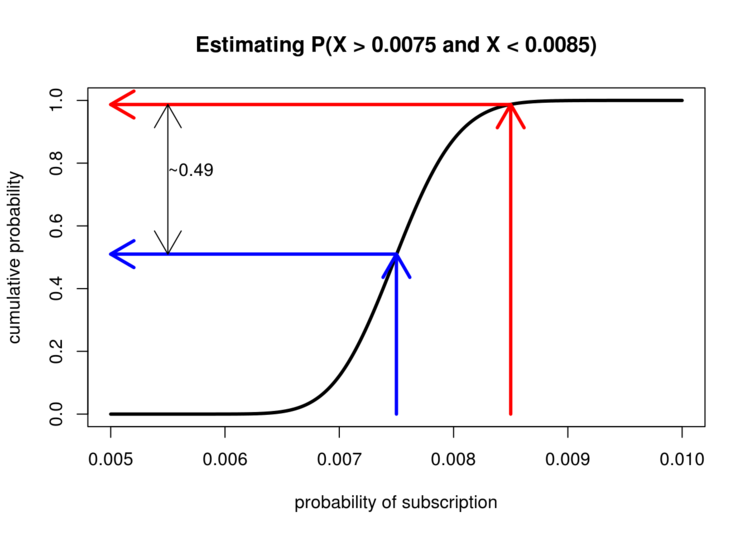 Estimating P(X > 0.0075 and X < 0.0085)
cumulative probability
1.0
0.8
0.6
0.4
0.2
0.0
~0.49
0.005 0.006 0.007 0.008 0.009 0.010
probability of subscription